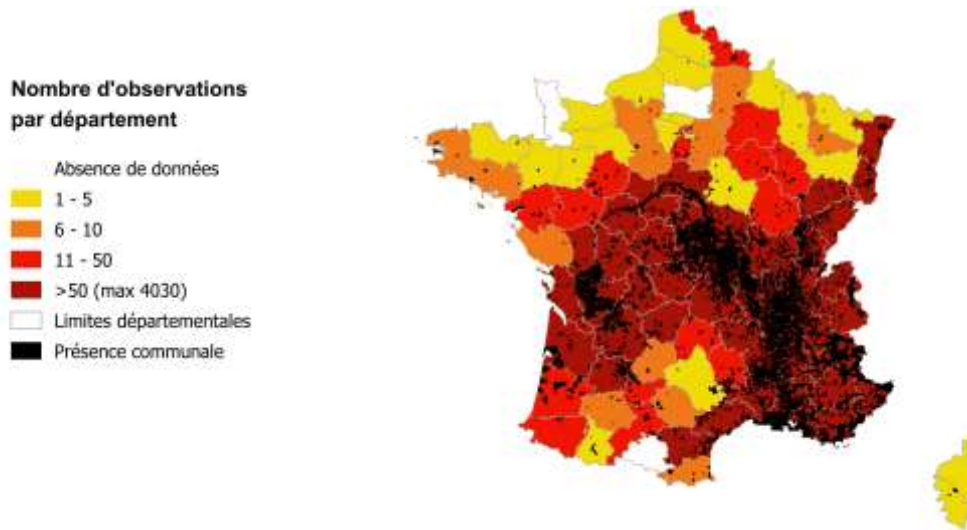 Nombre d'observations
par département
Absence de données
1 - 5
6 - 10
11 - 50
>50 (max 4030)
Limites départementales
Présence communale